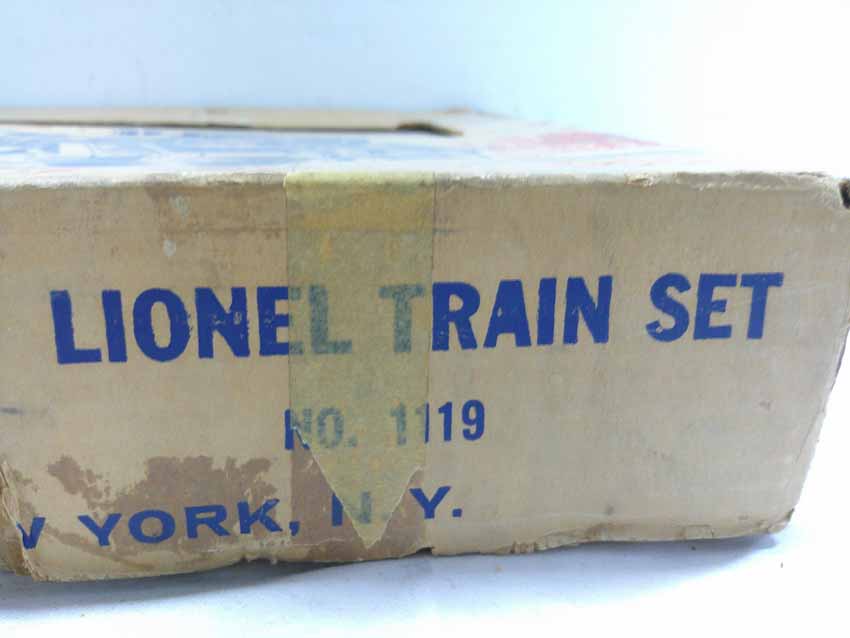 LIONEL TRAIN SET
NO. 1119
YORK, N.Y.